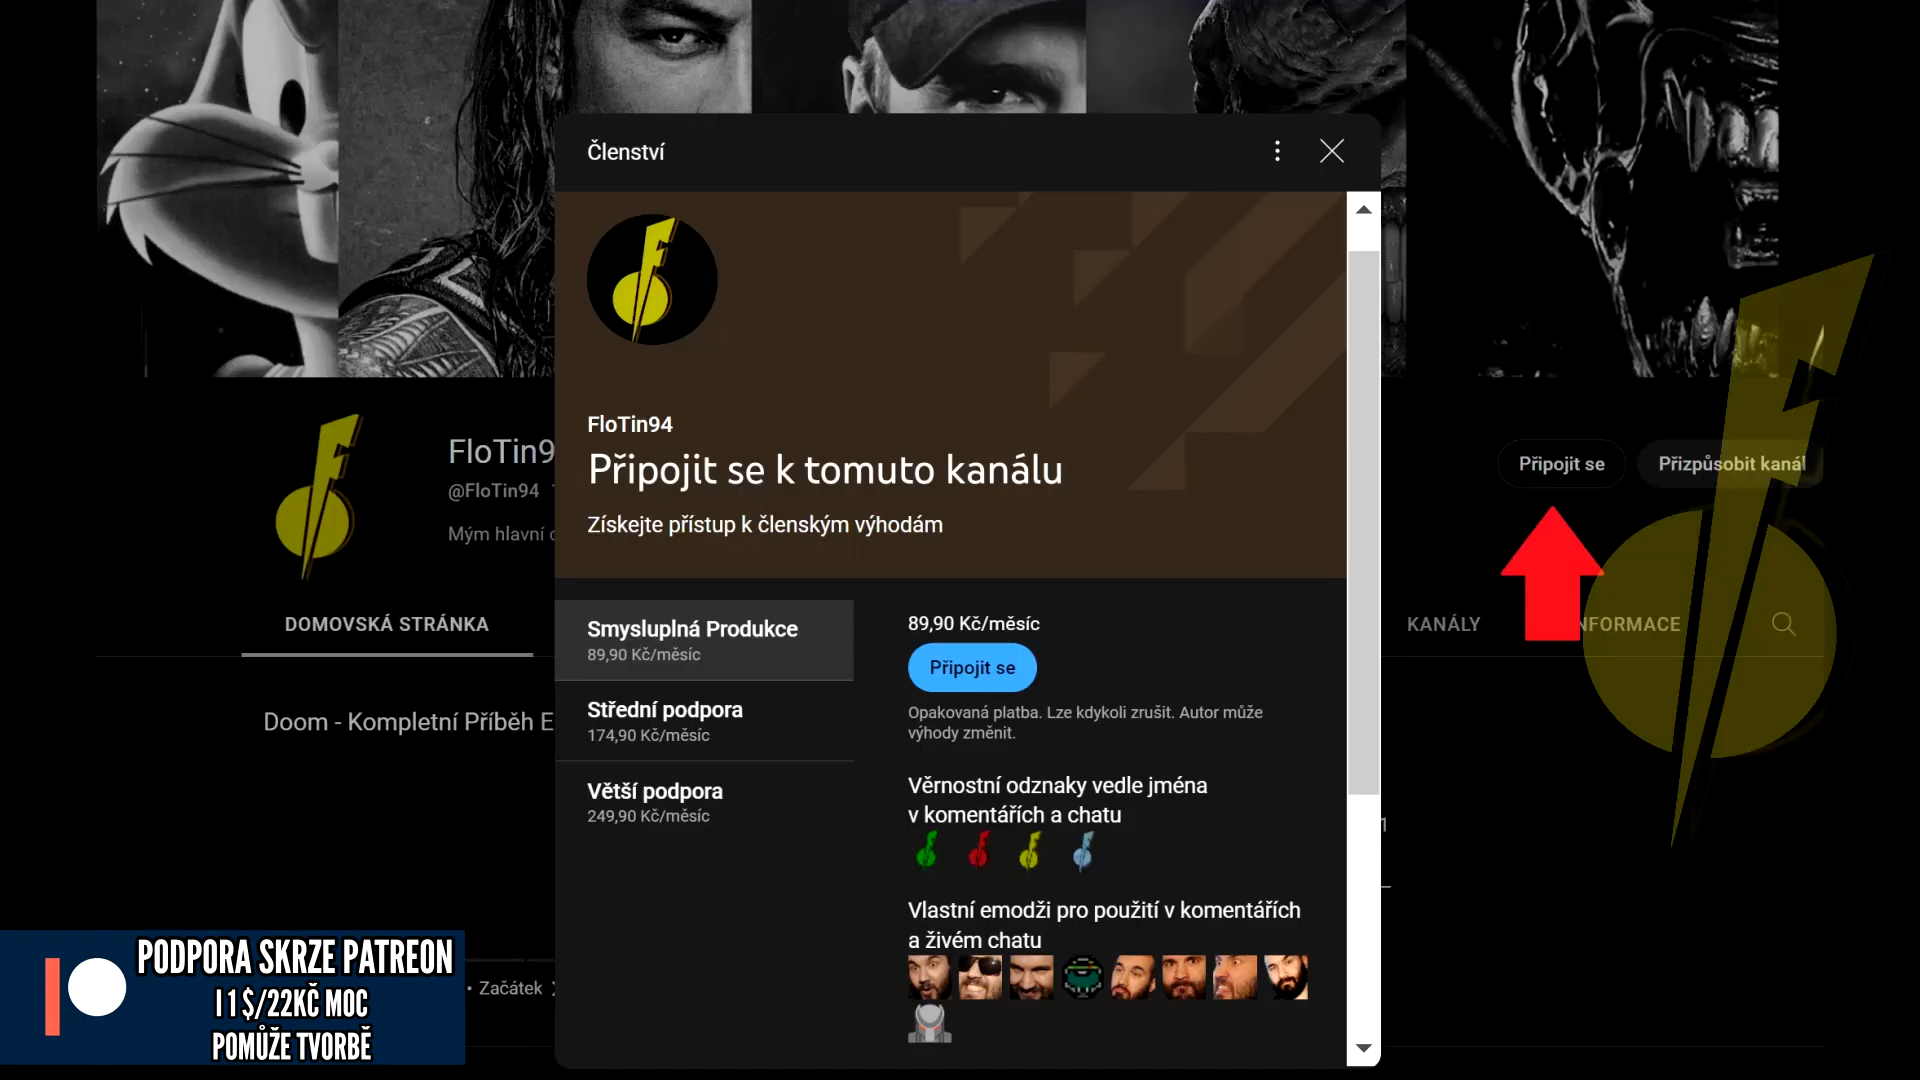 Členství
FloTin94
Připojit se k tomuto kanálu
Získejte přístup k členským výhodám
Smysluplná Produkce
89,90 Kč/měsíc
Střední podpora
174,90 Kč/měsíc
Větší podpora
249,90 Kč/měsíc
89,90 Kč/měsíc
Připojit se
Opakovaná platba. Lze kdykoli zrušit. Autor může
výhody změnit.
Věrnostní odznaky vedle jména
v komentářích a chatu
Vlastní emodži pro použití v komentářích
a živém chatu
FloTin9
@FloTin94
Mým hlavní
Připojit se
Přizpůsobit kanál
DOMOVSKÁ STRÁNKA
KANÁLY
NFORMACE
Doom - Kompletní Příběh E
• Začátek
PODPORA SKRZE PATREON
I 1 $/22KČ MOC
POMŮŽE TVORBĚ